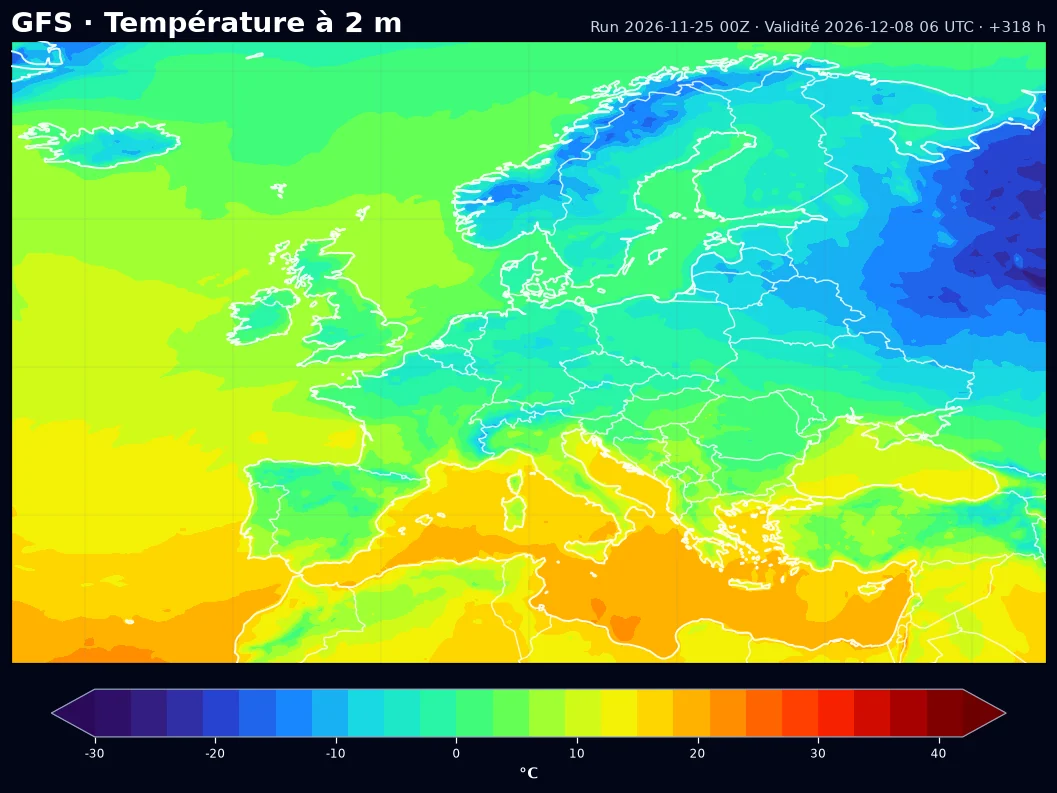 GFS · Température à 2 m
Run 2026-11-25 00Z · Validité 2026-12-08 06 UTC · +318 h
-30 -20 -10 0 10 20 30 40
°C